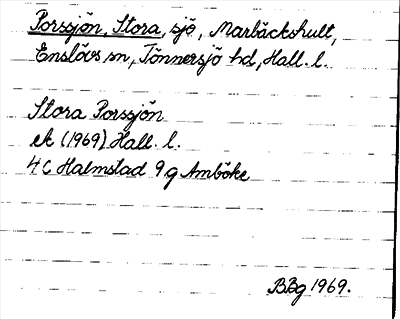 Porssjön, Stora, sjö, Marbäckshult,
Enslövs sn, Tönnersjö hd, Hall. l.
Stora Porssjön
ek (1969) Hall. l.
4C Halmstad 9 g Amböke
BBg 1969.